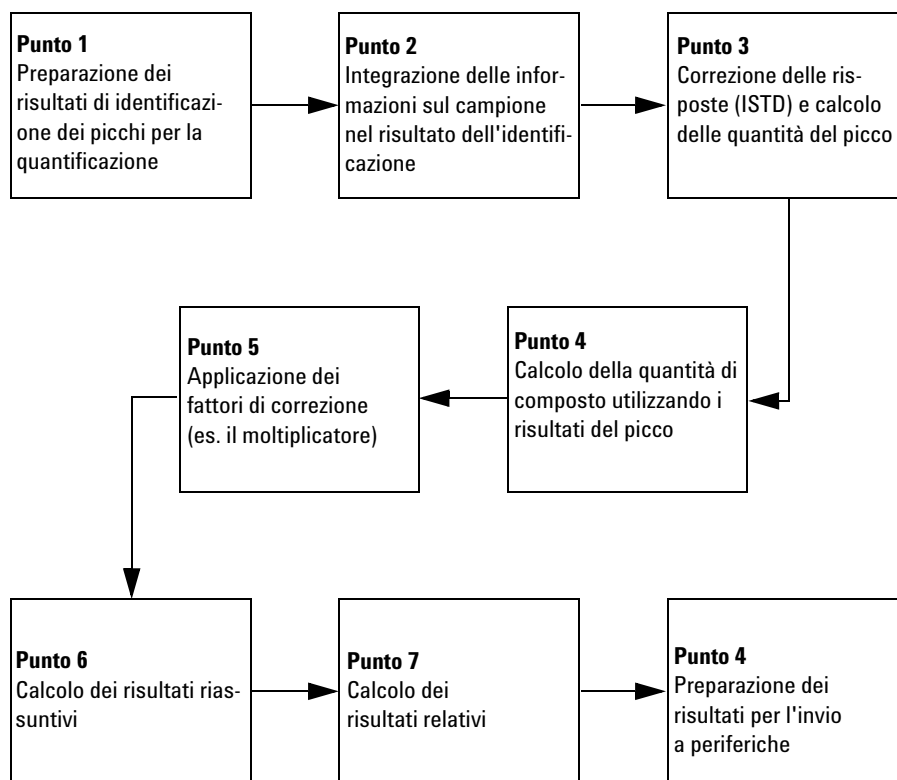 Punto 1
Preparazione dei
risultati di identificazi-
one dei picchi per la
quantificazione
Punto 2
Integrazione delle infor-
mazioni sul campione
nel risultato dell'identifi-
cazione
Punto 3
Correzione delle ris-
poste (ISTD) e calcolo
delle quantità del picco
Punto 4
Calcolo della quantità di
composto utilizzando i
risultati del picco
Punto 5
Applicazione dei
fattori di correzione
(es. il moltiplicatore)
Punto 6
Calcolo dei risultati rias-
suntivi
Punto 7
Calcolo dei
risultati relativi
Punto 4
Preparazione dei
risultati per l'invio
a periferiche